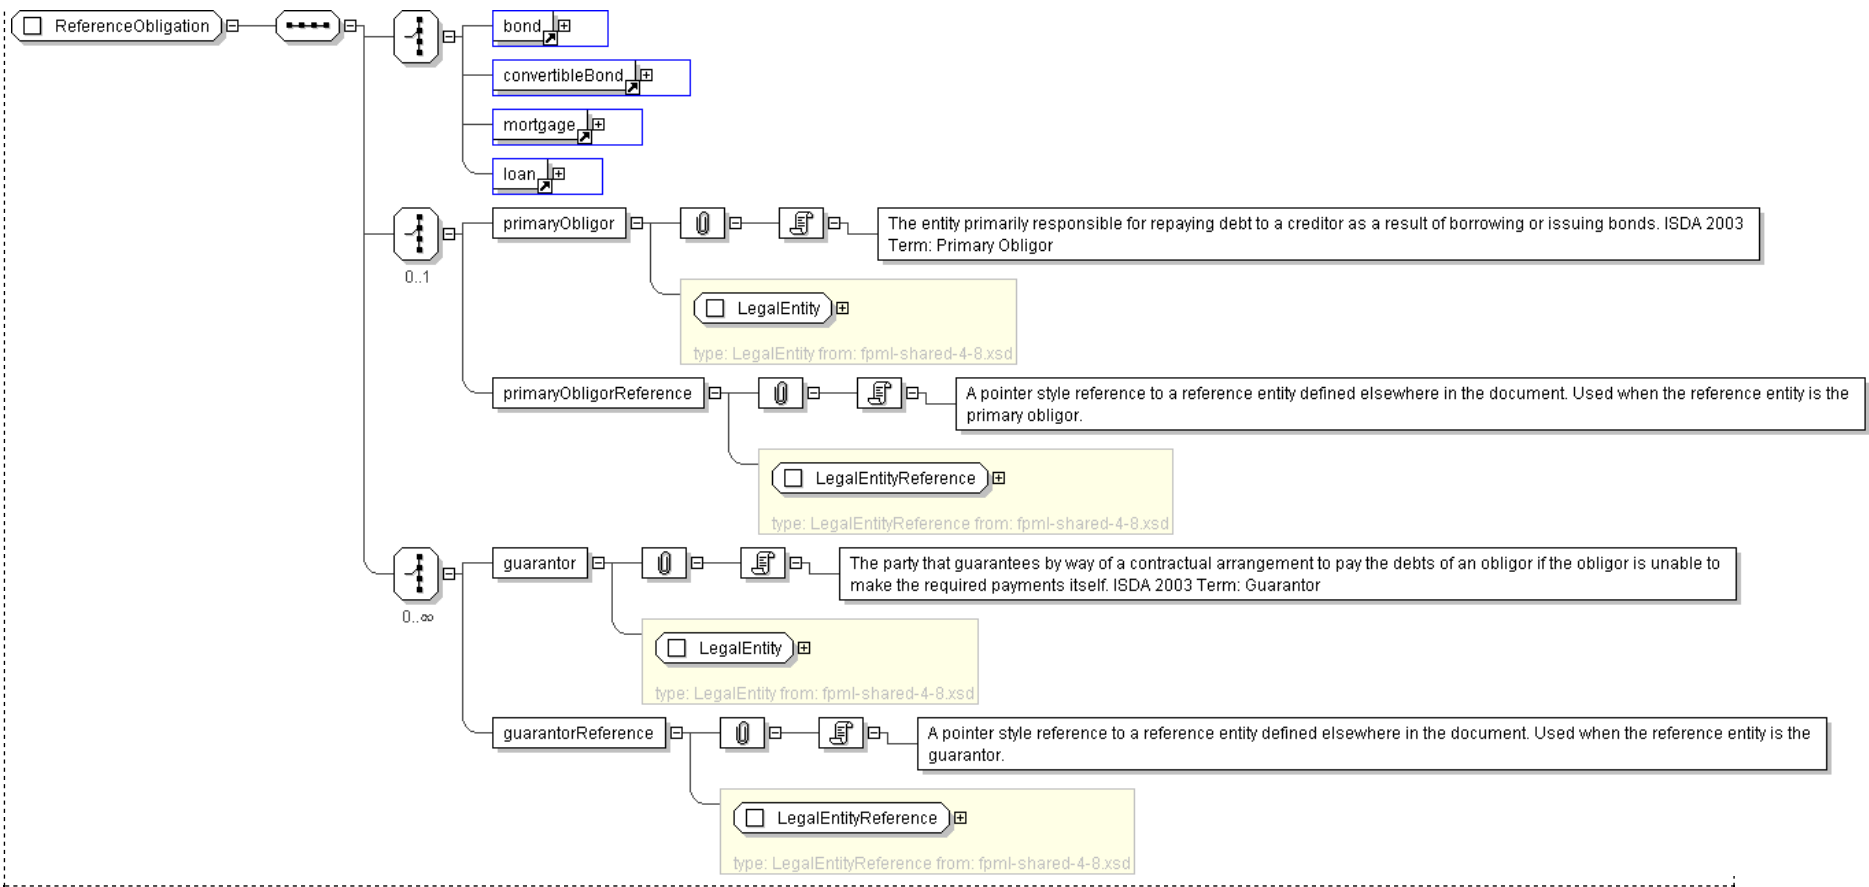 ReferenceObligation
bond
convertibleBond
mortgage
loan
0..1
primaryObligor
The entity primarily responsible for repaying debt to a creditor as a result of borrowing or issuing bonds. ISDA 2003
Term: Primary Obligor
LegalEntity
type: LegalEntity from: fpml-shared-4-8.xsd
primaryObligorReference
A pointer style reference to a reference entity defined elsewhere in the document. Used when the reference entity is the
primary obligor.
LegalEntityReference
type: LegalEntityReference from: fpml-shared-4-8.xsd
0..∞
guarantor
The party that guarantees by way of a contractual arrangement to pay the debts of an obligor if the obligor is unable to
make the required payments itself. ISDA 2003 Term: Guarantor
LegalEntity
type: LegalEntity from: fpml-shared-4-8.xsd
guarantorReference
A pointer style reference to a reference entity defined elsewhere in the document. Used when the reference entity is the
guarantor.
LegalEntityReference
type: LegalEntityReference from: fpml-shared-4-8.xsd